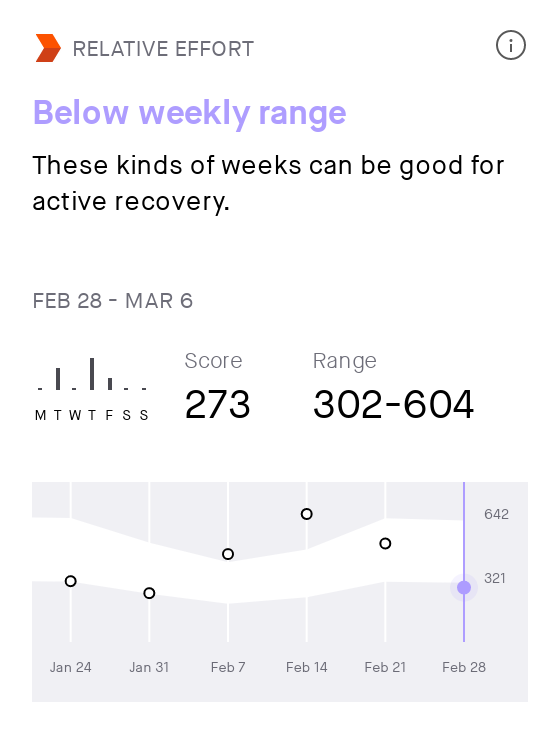 RELATIVE EFFORT
Below weekly range
These kinds of weeks can be good for
active recovery.
FEB 28 - MAR 6
Score
Range
273
302-604
M T W T F S S
642
321
Jan 24
Jan 31
Feb 7
Feb 14
Feb 21
Feb 28